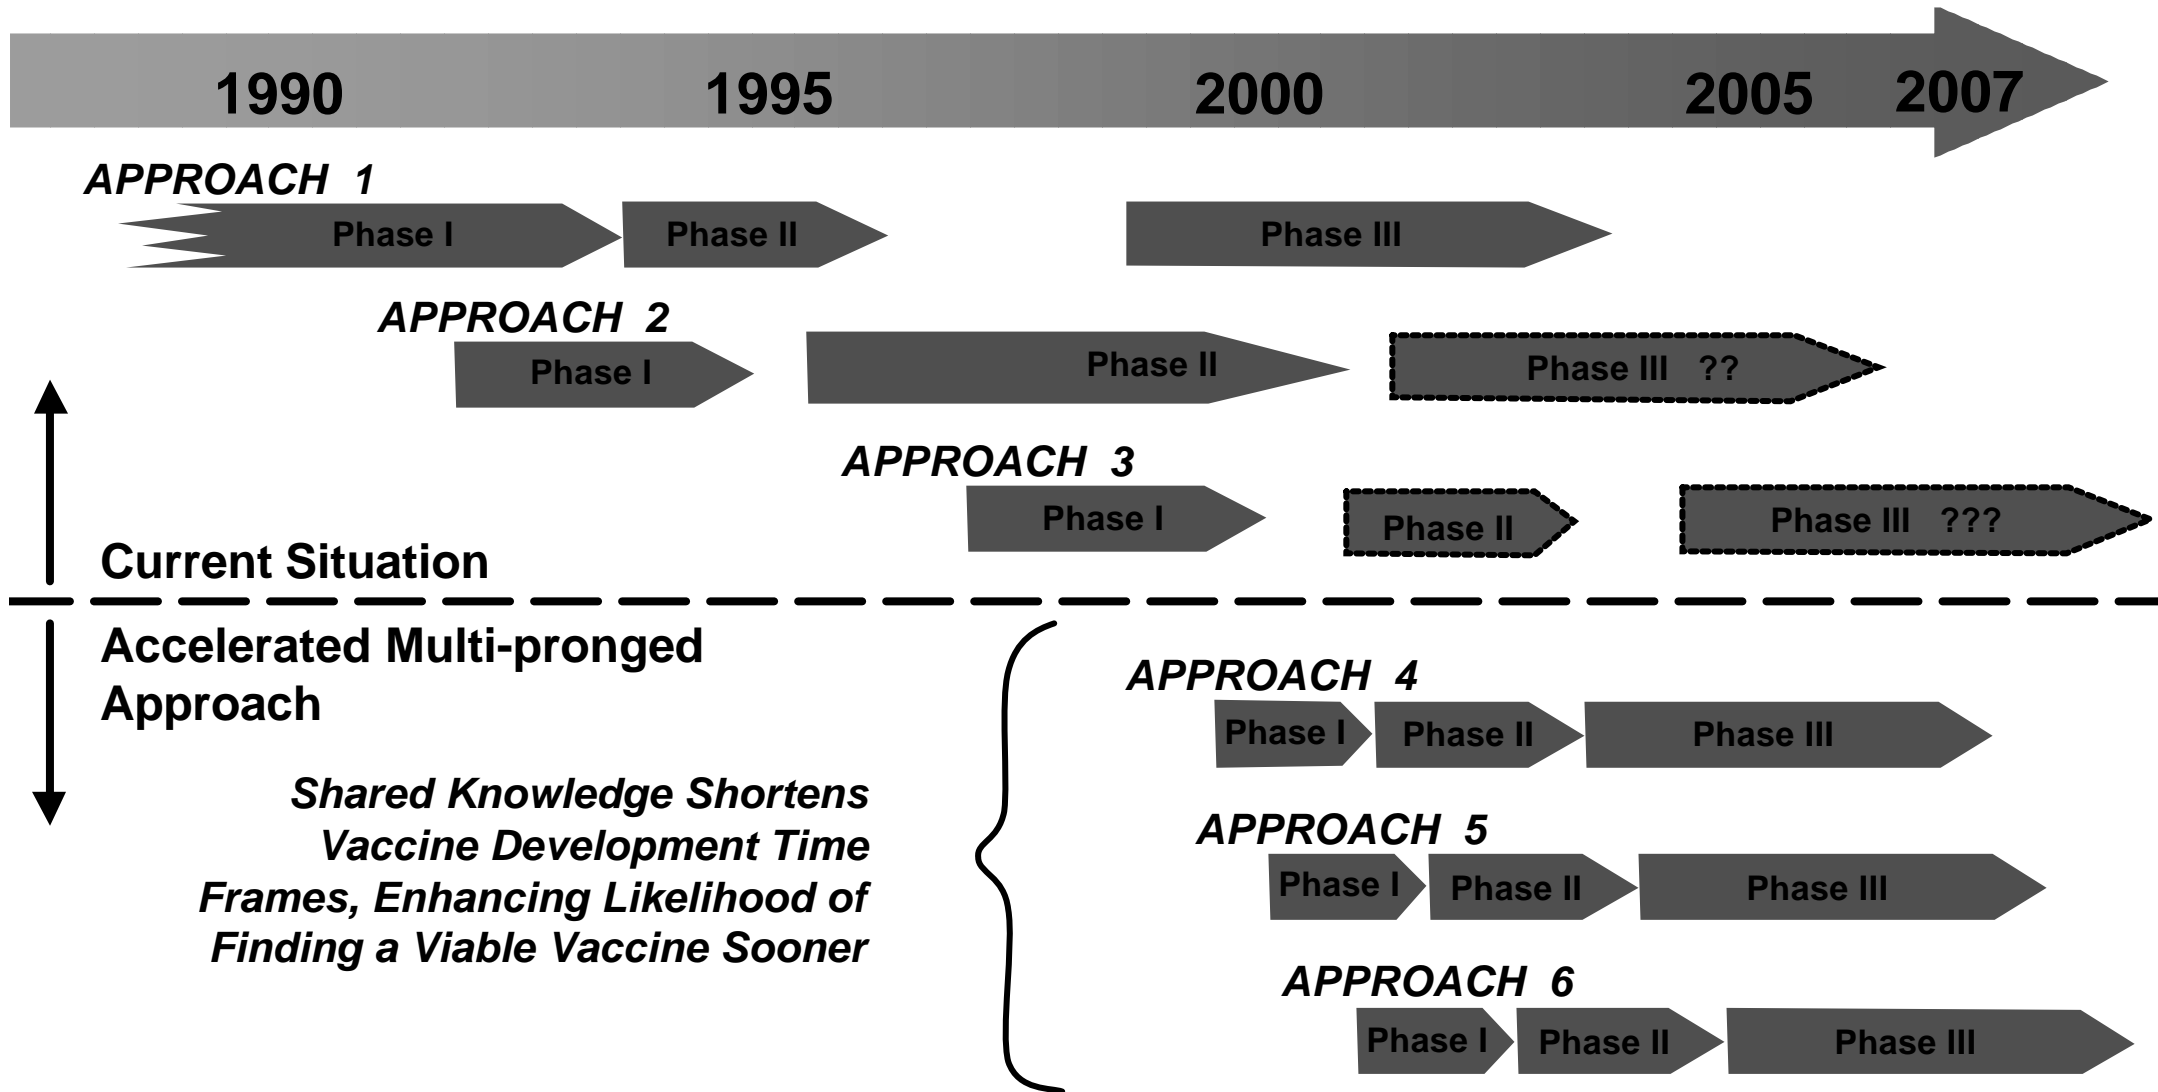 1990 1995 2000 2005 2007
APPROACH 1
Phase I Phase II Phase III
APPROACH 2
Phase I Phase II Phase III ??
APPROACH 3
Phase I Phase II Phase III ???
Current Situation
Accelerated Multi-pronged
Approach
Shared Knowledge Shortens
Vaccine Development Time
Frames, Enhancing Likelihood of
Finding a Viable Vaccine Sooner
APPROACH 4
Phase I Phase II Phase III
APPROACH 5
Phase I Phase II Phase III
APPROACH 6
Phase I Phase II Phase III